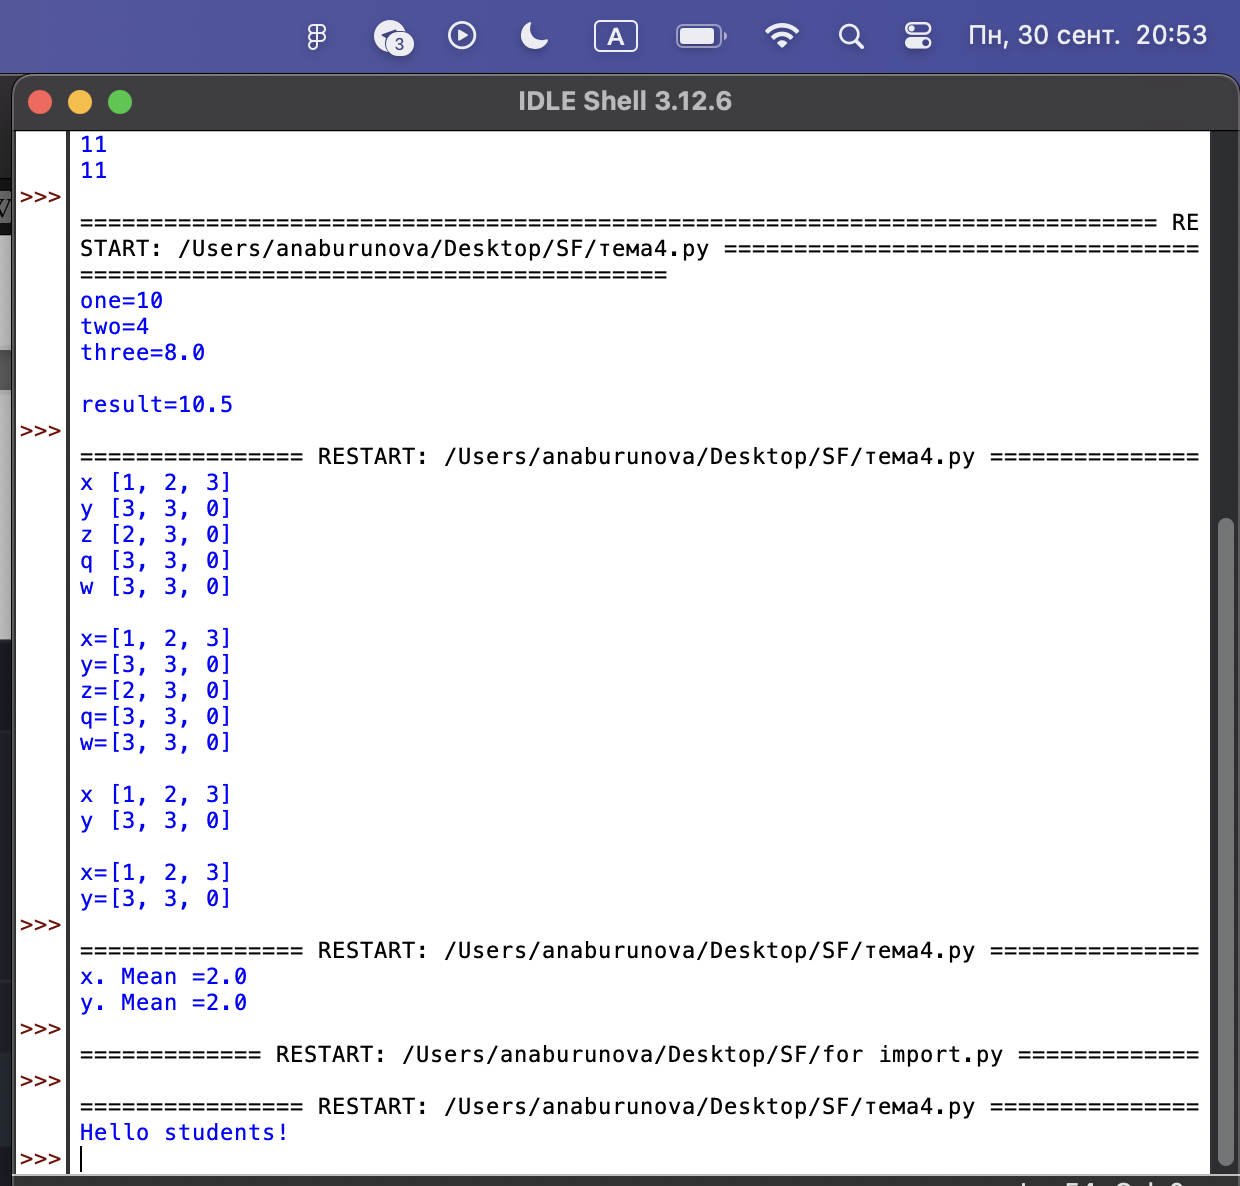 3
A
Пн, 30 сент. 20:53
IDLE Shell 3.12.6
11
11
>>>
============================================================================= RE
START: /Users/anaburunova/Desktop/SF/тема4.py ==================================
==========================================
one=10
two=4
three=8.0
result=10.5
>>>
================ RESTART: /Users/anaburunova/Desktop/SF/тема4.py ===============
x [1, 2, 3]
y [3, 3, 0]
z [2, 3, 0]
q [3, 3, 0]
w [3, 3, 0]
x=[1, 2, 3]
y=[3, 3, 0]
z=[2, 3, 0]
q=[3, 3, 0]
w=[3, 3, 0]
x [1, 2, 3]
y [3, 3, 0]
x=[1, 2, 3]
y=[3, 3, 0]
>>>
================ RESTART: /Users/anaburunova/Desktop/SF/тема4.py ===============
x. Mean =2.0
y. Mean =2.0
>>>
============= RESTART: /Users/anaburunova/Desktop/SF/for import.py =============
>>>
================ RESTART: /Users/anaburunova/Desktop/SF/тема4.py ===============
Hello students!
>>>